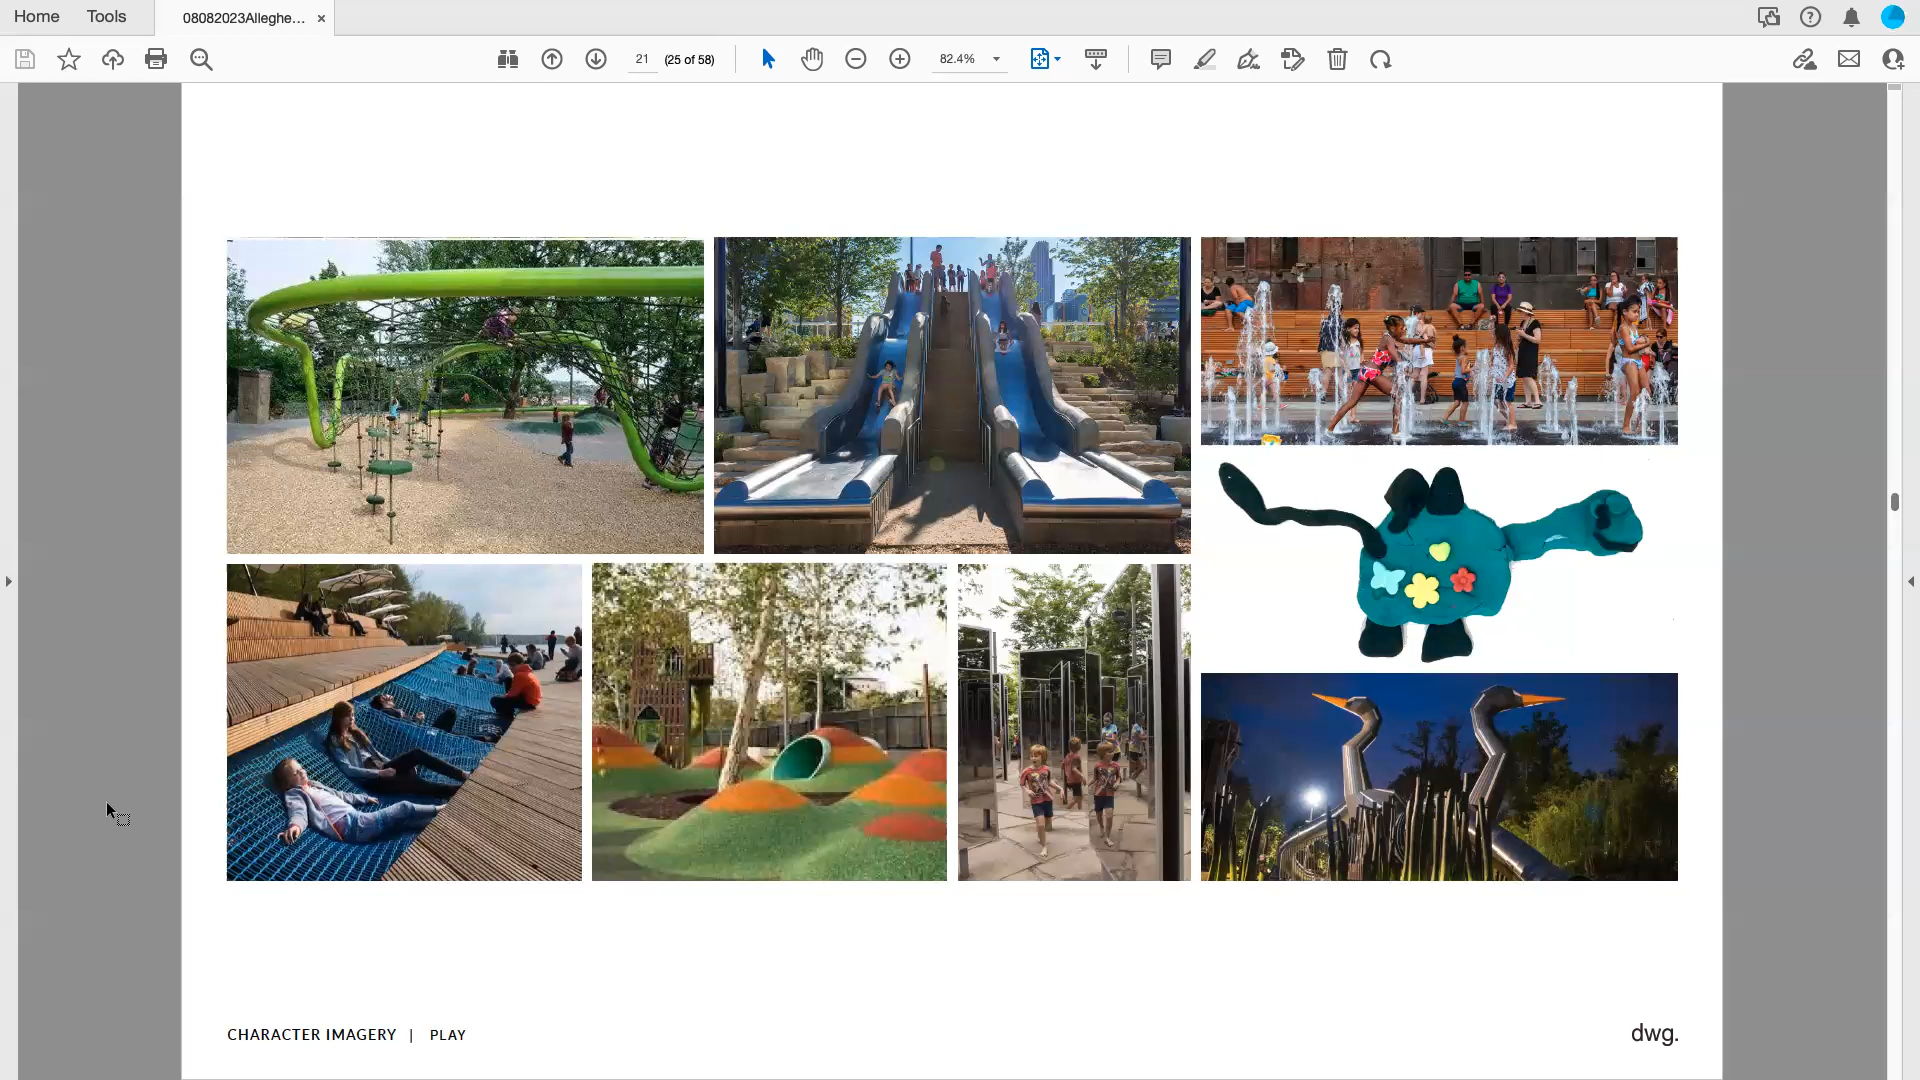 Home
Tools
08082023Alleghe...
21
(25 of 58)
82.4%
CHARACTER IMAGERY | PLAY
dwg.